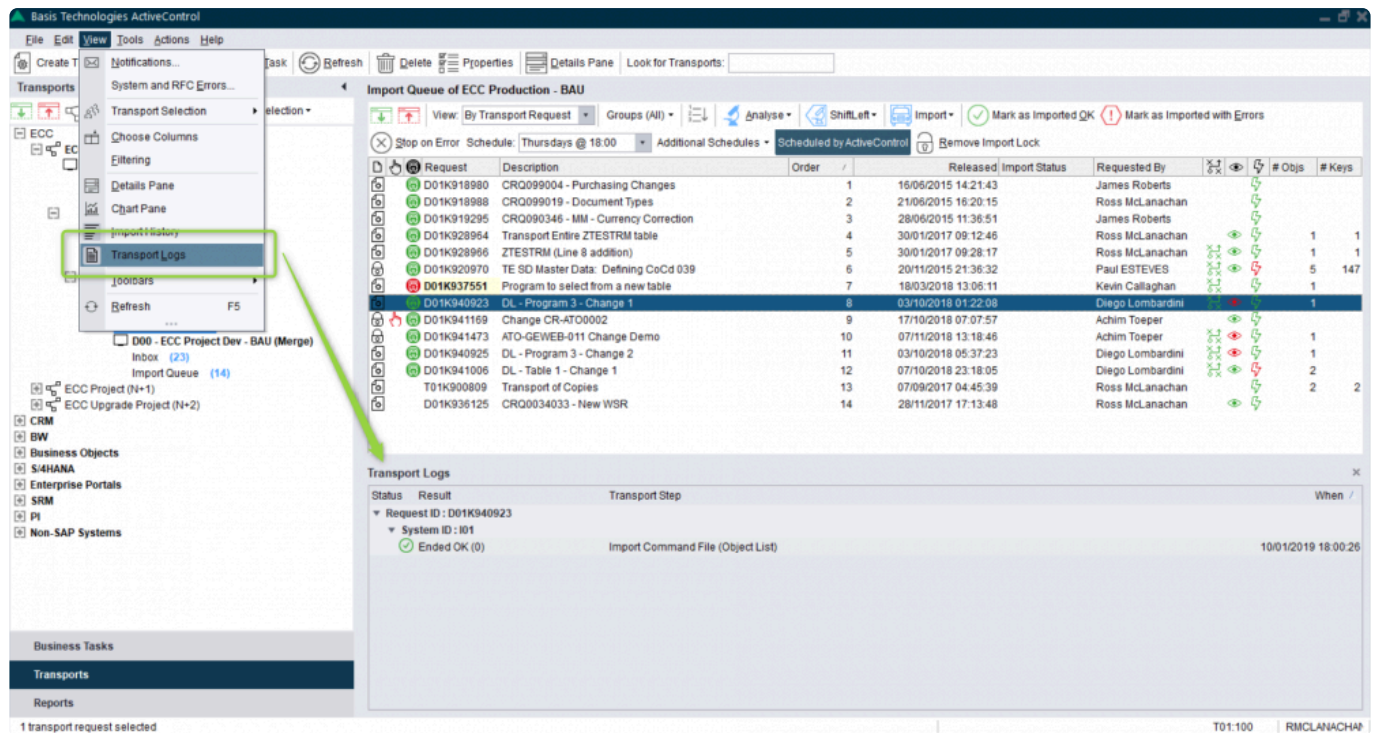 Basis Technologies ActiveControl
File Edit View Tools Actions Help
Create T Task Refresh Delete Properties Details Pane Look for Transports:
Notifications...
System and RFC Errors...
Transport Selection
Choose Columns
Filtering
Details Pane
Chart Pane
Import History
Transport Logs
Toolbars
Refresh F5
Transports
election
ECC
EC
D00 - ECC Project Dev - BAU (Merge)
Inbox (23)
Import Queue (14)
ECC Project (N+1)
ECC Upgrade Project (N+2)
CRM
BW
Business Objects
S/4HANA
Enterprise Portals
SRM
PI
Non-SAP Systems
Business Tasks
Transports
Reports
Import Queue of ECC Production - BAU
View: By Transport Request Groups (All) Analyse ShiftLeft Import Mark as Imported OK Mark as Imported with Errors
Stop on Error Schedule: Thursdays @ 18:00 Additional Schedules Scheduled by ActiveControl Remove Import Lock
Request Description Order / Released Import Status Requested By # Objs # Keys
D01K918980 CRQ099004 - Purchasing Changes 1 16/06/2015 14:21:43 James Roberts
D01K918988 CRQ099019 - Document Types 2 21/06/2015 16:20:15 Ross McLanachan
D01K919295 CRQ090346 - MM - Currency Correction 3 28/06/2015 11:36:51 James Roberts
D01K928964 Transport Entire ZTESTRM table 4 30/01/2017 09:12:46 Ross McLanachan 1 1
D01K928966 ZTESTRM (Line 8 addition) 5 30/01/2017 09:28:17 Ross McLanachan 1 1
D01K920970 TE SD Master Data: Defining CoCd 039 6 20/11/2015 21:36:32 Paul ESTEVES 5 147
D01K937551 Program to select from a new table 7 18/03/2018 13:06:11 Kevin Callaghan 1
D01K940923 DL - Program 3 - Change 1 8 03/10/2018 01:22:08 Diego Lombardini 1
D01K941169 Change CR-ATO0002 9 17/10/2018 07:07:57 Achim Toeper
D01K941473 ATO-GEWEB-011 Change Demo 10 07/11/2018 13:18:46 Achim Toeper 1
D01K940925 DL - Program 3 - Change 2 11 03/10/2018 05:37:23 Diego Lombardini 1
D01K941006 DL - Table 1 - Change 1 12 07/10/2018 23:18:05 Diego Lombardini 2
T01K900809 Transport of Copies 13 07/09/2017 04:45:39 Ross McLanachan 2 2
D01K936125 CRQ0034033 - New WSR 14 28/11/2017 17:13:48 Ross McLanachan
Transport Logs
Status Result Transport Step When /
Request ID : D01K940923
System ID : I01
Ended OK (0) Import Command File (Object List) 10/01/2019 18:00:26
1 transport request selected T01:100 RMCLANACHAN